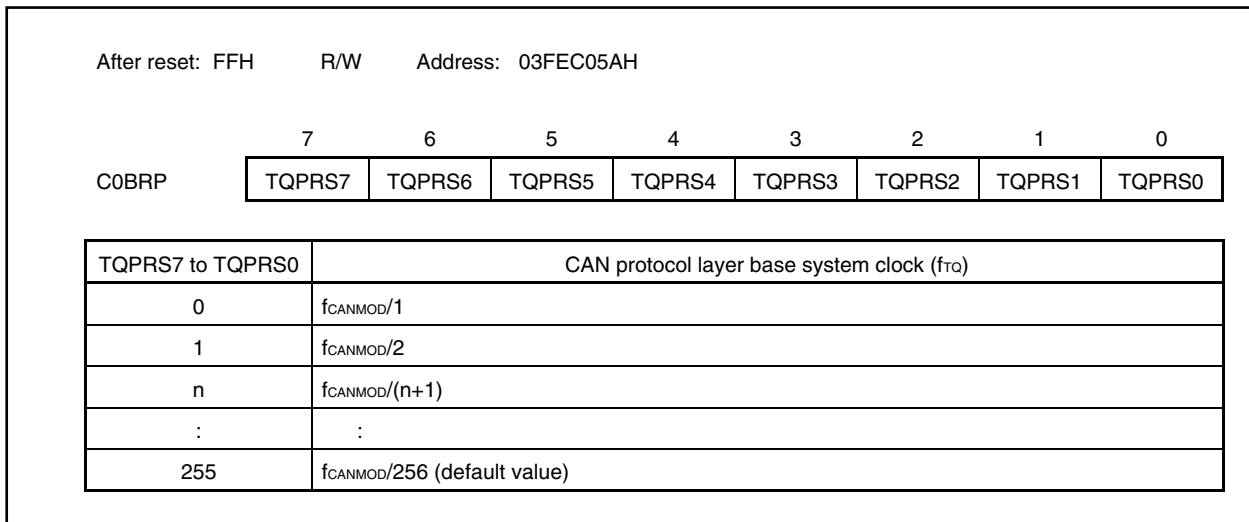 After reset: FFH R/W Address: 03FEC05AH
7 6 5 4 3 2 1 0
C0BRP TQPRS7 TQPRS6 TQPRS5 TQPRS4 TQPRS3 TQPRS2 TQPRS1 TQPRS0
TQPRS7 to TQPRS0 CAN protocol layer base system clock (fTQ)
0 fCANMOD/1
1 fCANMOD/2
n fCANMOD/(n+1)
: :
255 fCANMOD/256 (default value)